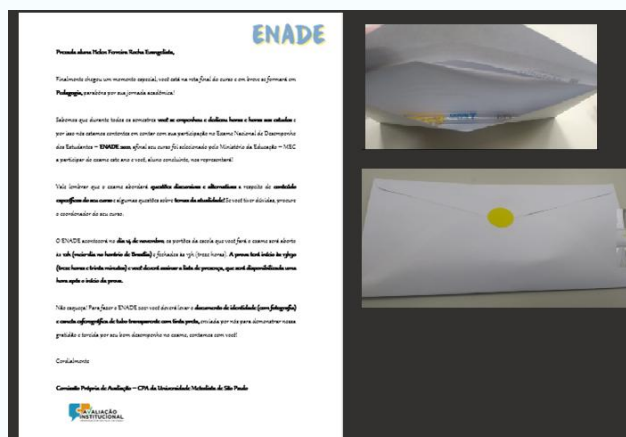 ENADE
Prezada aluna Helen Ferreira Rocha Evangelista,
Finalmente chegou um momento especial, você está na reta final do curso e em breve se formará em
Pedagogia, parabéns por sua jornada acadêmica!
Sabemos que durante todos os semestres você se empenhou e dedicou horas e horas aos estudos e
por isso nós estamos contentes em contar com sua participação no Exame Nacional de Desempenho
dos Estudantes – ENADE 2021, afinal seu curso foi selecionado pelo Ministério da Educação – MEC
a participar do exame este ano e você, aluno concluinte, nos representará!
Vale lembrar que o exame abordará questões discursivas e alternativas a respeito do conteúdo
específico do seu curso e algumas questões sobre temas da atualidade! Se você tiver dúvidas, procure
o coordenador do seu curso.
O ENADE acontecerá no dia 14 de novembro, os portões da escola que você fará o exame será aberto
às 12h (meio-dia no horário de Brasília) e fechados às 13h (treze horas). A prova terá início às 13h30
(treze horas e trinta minutos) e você deverá assinar a lista de presença, que será disponibilizada uma
hora após o início da prova.
Não esqueça! Para fazer o ENADE 2021 você deverá levar o documento de identidade (com fotografia)
e caneta esferográfica de tubo transparente com tinta preta, enviada por nós para demonstrar nossa
gratidão e torcida por seu bom desempenho no exame, contamos com você!
Cordialmente
Comissão Própria de Avaliação – CPA da Universidade Metodista de São Paulo
AVALIAÇÃO
INSTITUCIONAL